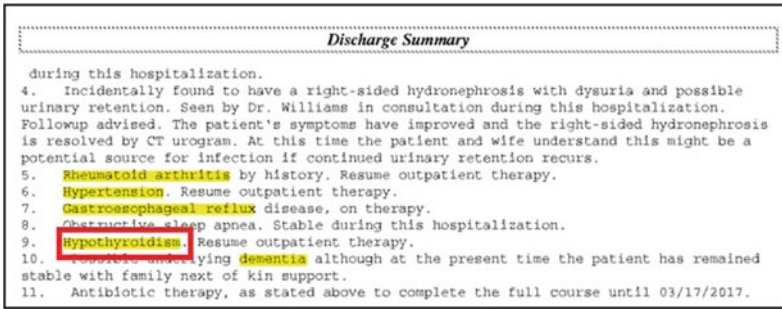 Discharge Summary
during this hospitalization.
4. Incidentally found to have a right-sided hydronephrosis with dysuria and possible
urinary retention. Seen by Dr. Williams in consultation during this hospitalization.
Followup advised. The patient's symptoms have improved and the right-sided hydronephrosis
is resolved by CT urogram. At this time the patient and wife understand this might be a
potential source for infection if continued urinary retention recurs.
5. Rheumatoid arthritis by history. Resume outpatient therapy.
6. Hypertension. Resume outpatient therapy.
7. Gastroesophageal reflux disease, on therapy.
8. Obstructive sleep apnea. Stable during this hospitalization.
9. Hypothyroidism. Resume outpatient therapy.
10. Possible underlying dementia although at the present time the patient has remained
stable with family next of kin support.
11. Antibiotic therapy, as stated above to complete the full course until 03/17/2017.